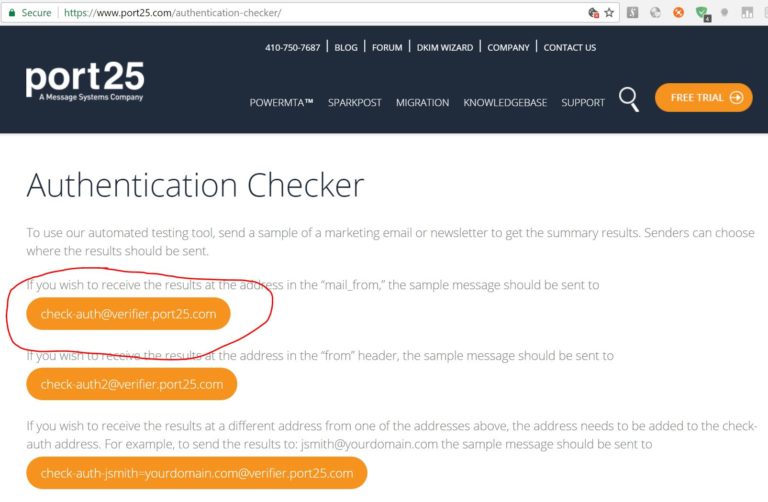 Secure https://www.port25.com/authentication-checker/
4
410-750-7687 | BLOG | FORUM | DKIM WIZARD | COMPANY | CONTACT US
port25
A Message Systems Company
POWERMTA™ SPARKPOST MIGRATION KNOWLEDGEBASE SUPPORT FREE TRIAL
Authentication Checker
To use our automated testing tool, send a sample of a marketing email or newsletter to get the summary results. Senders can choose
where the results should be sent.
If you wish to receive the results at the address in the “mail_from,” the sample message should be sent to
check-auth@verifier.port25.com
If you wish to receive the results at the address in the “from” header, the sample message should be sent to
check-auth2@verifier.port25.com
If you wish to receive the results at a different address from one of the addresses above, the address needs to be added to the check-
auth address. For example, to send the results to: jsmith@yourdomain.com the sample message should be sent to
check-auth-jsmith=yourdomain.com@verifier.port25.com